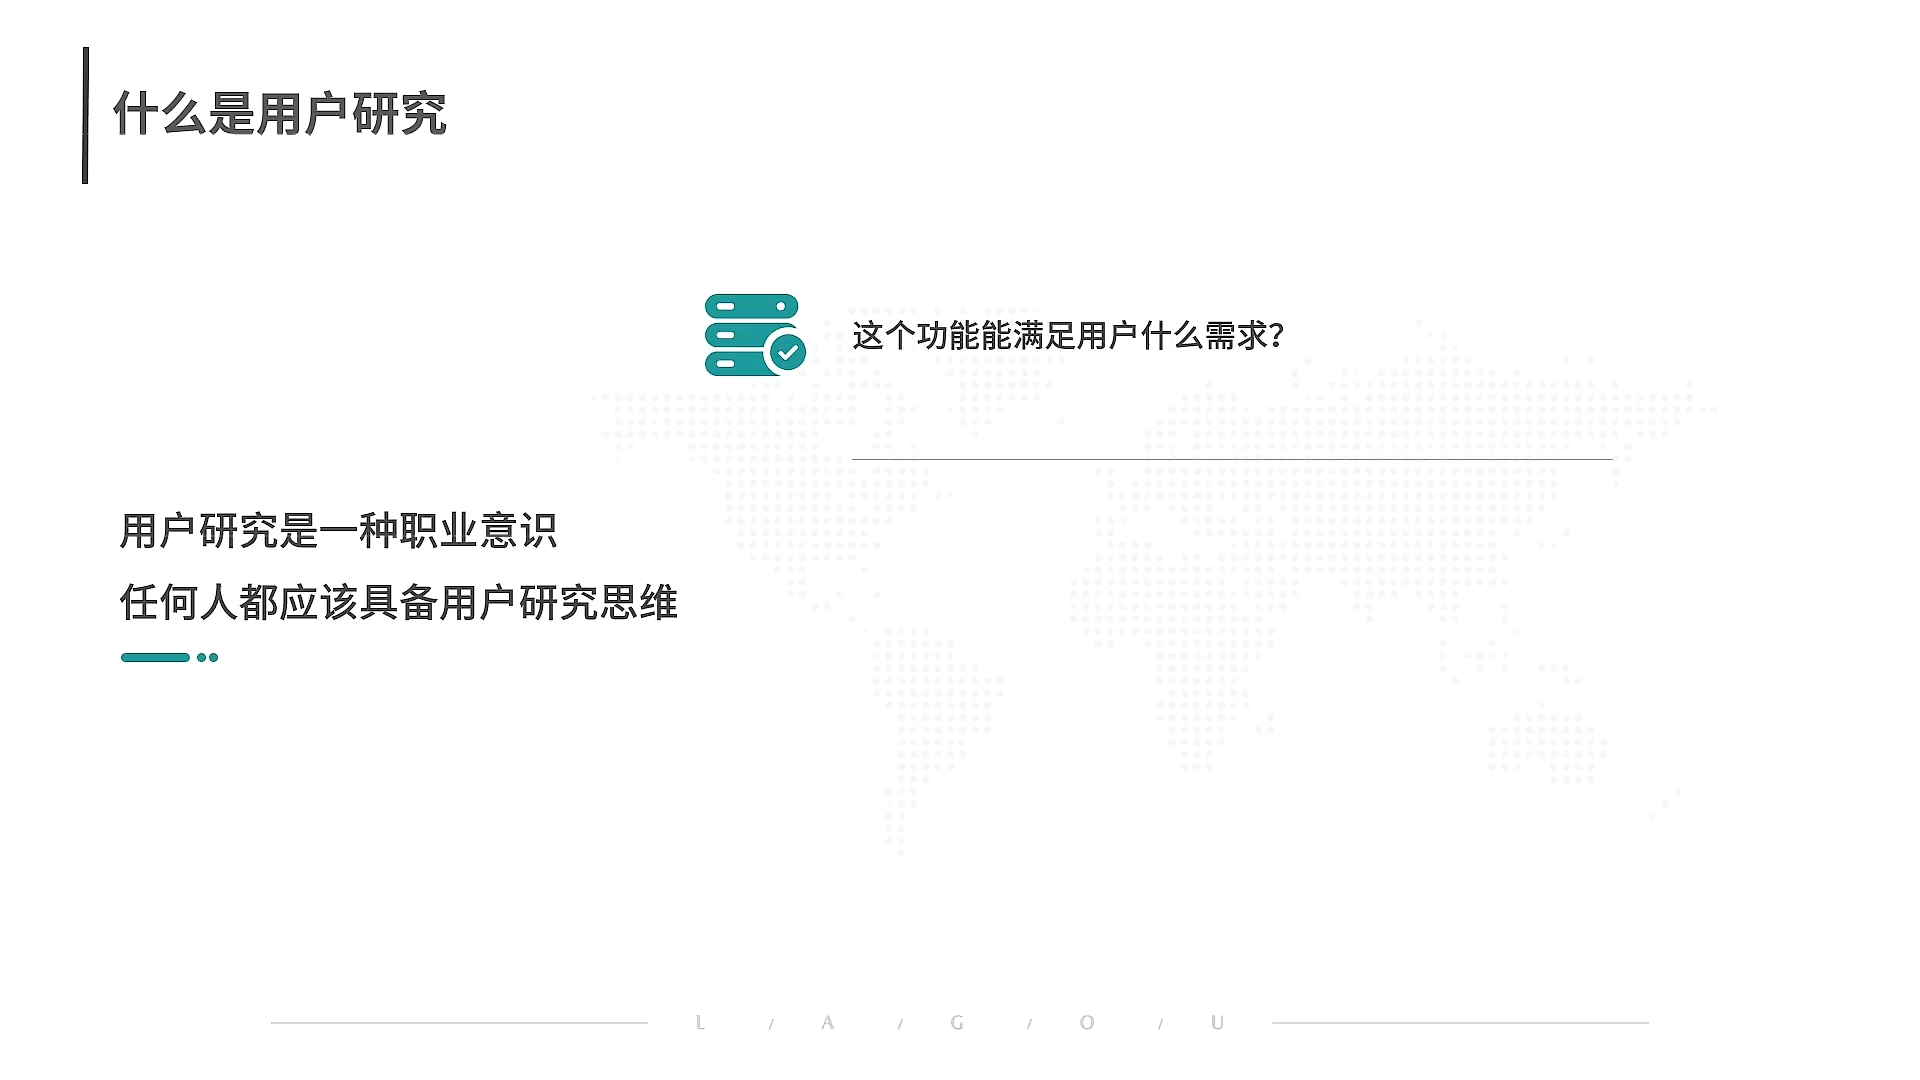 什么是用户研究
这个功能能满足用户什么需求？
用户研究是一种职业意识
任何人都应该具备用户研究思维
L / A / G / O / U